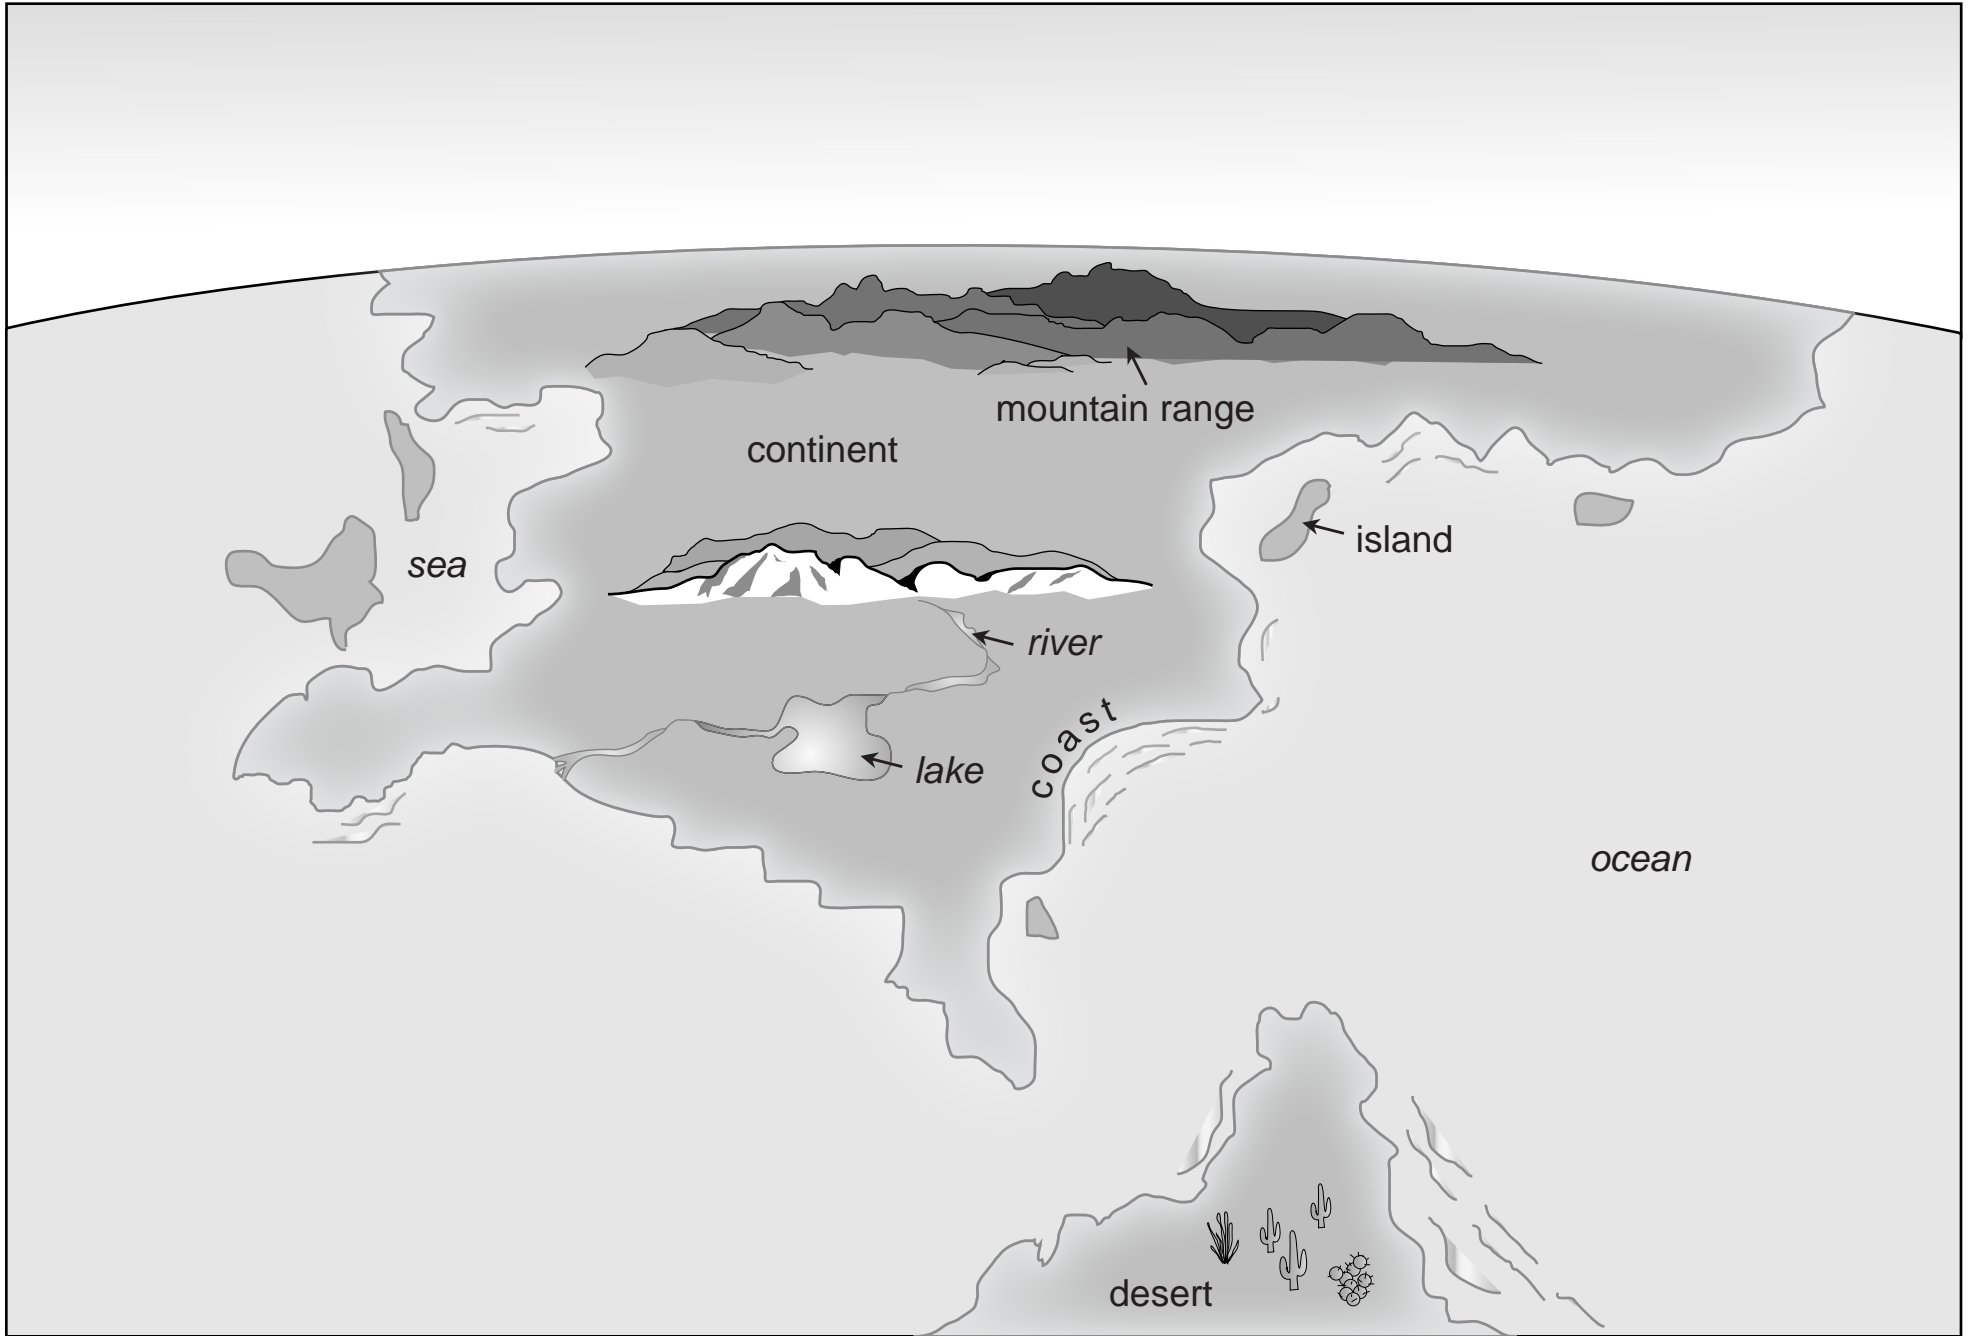 mountain range
continent
island
sea
river
coast
lake
ocean
desert